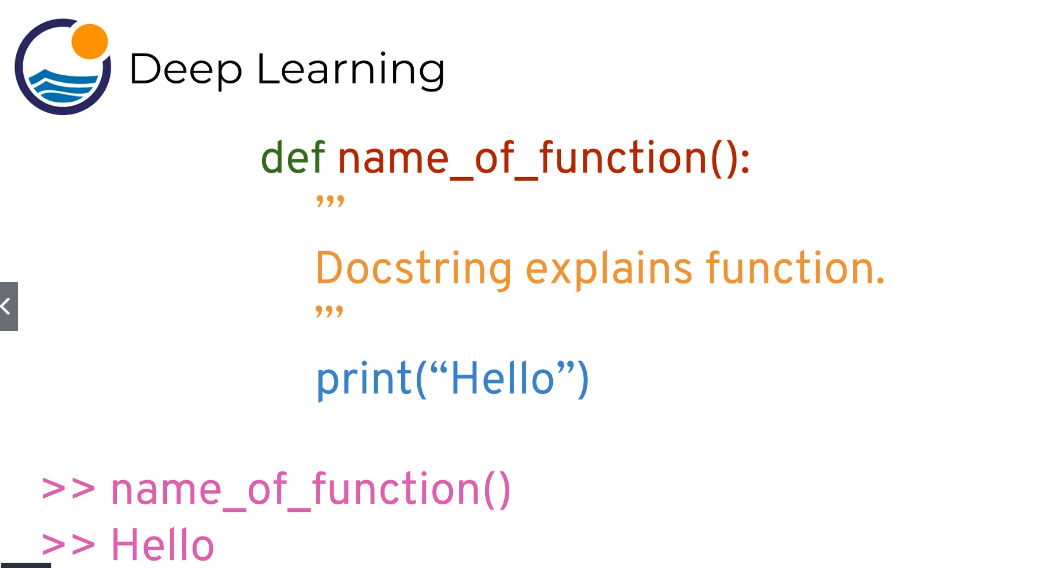 Deep Learning
def name_of_function():
’’’
Docstring explains function.
’’’
print(“Hello”)
>> name_of_function()
>> Hello